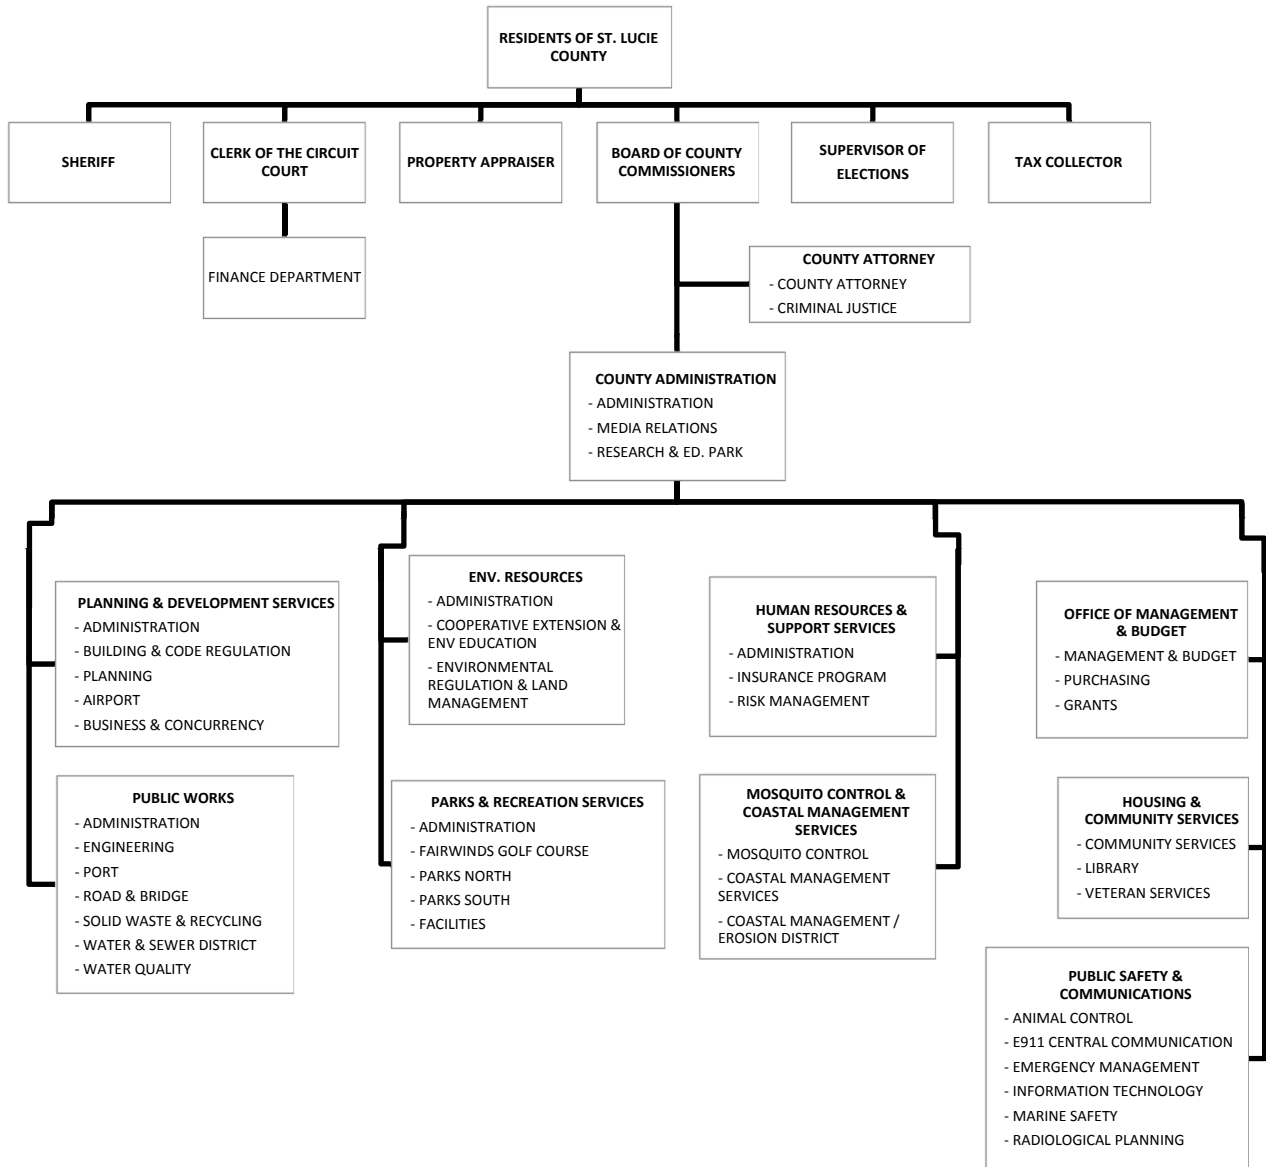 RESIDENTS OF ST. LUCIE
COUNTY
SHERIFF
CLERK OF THE CIRCUIT
COURT
PROPERTY APPRAISER
BOARD OF COUNTY
COMMISSIONERS
SUPERVISOR OF
ELECTIONS
TAX COLLECTOR
FINANCE DEPARTMENT
COUNTY ATTORNEY
- COUNTY ATTORNEY
- CRIMINAL JUSTICE
COUNTY ADMINISTRATION
- ADMINISTRATION
- MEDIA RELATIONS
- RESEARCH & ED. PARK
PLANNING & DEVELOPMENT SERVICES
- ADMINISTRATION
- BUILDING & CODE REGULATION
- PLANNING
- AIRPORT
- BUSINESS & CONCURRENCY
ENV. RESOURCES
- ADMINISTRATION
- COOPERATIVE EXTENSION &
ENV EDUCATION
- ENVIRONMENTAL
REGULATION & LAND
MANAGEMENT
HUMAN RESOURCES &
SUPPORT SERVICES
- ADMINISTRATION
- INSURANCE PROGRAM
- RISK MANAGEMENT
OFFICE OF MANAGEMENT
& BUDGET
- MANAGEMENT & BUDGET
- PURCHASING
- GRANTS
PUBLIC WORKS
- ADMINISTRATION
- ENGINEERING
- PORT
- ROAD & BRIDGE
- SOLID WASTE & RECYCLING
- WATER & SEWER DISTRICT
- WATER QUALITY
PARKS & RECREATION SERVICES
- ADMINISTRATION
- FAIRWINDS GOLF COURSE
- PARKS NORTH
- PARKS SOUTH
- FACILITIES
MOSQUITO CONTROL &
COASTAL MANAGEMENT
SERVICES
- MOSQUITO CONTROL
- COASTAL MANAGEMENT
SERVICES
- COASTAL MANAGEMENT /
EROSION DISTRICT
HOUSING &
COMMUNITY SERVICES
- COMMUNITY SERVICES
- LIBRARY
- VETERAN SERVICES
PUBLIC SAFETY &
COMMUNICATIONS
- ANIMAL CONTROL
- E911 CENTRAL COMMUNICATION
- EMERGENCY MANAGEMENT
- INFORMATION TECHNOLOGY
- MARINE SAFETY
- RADIOLOGICAL PLANNING